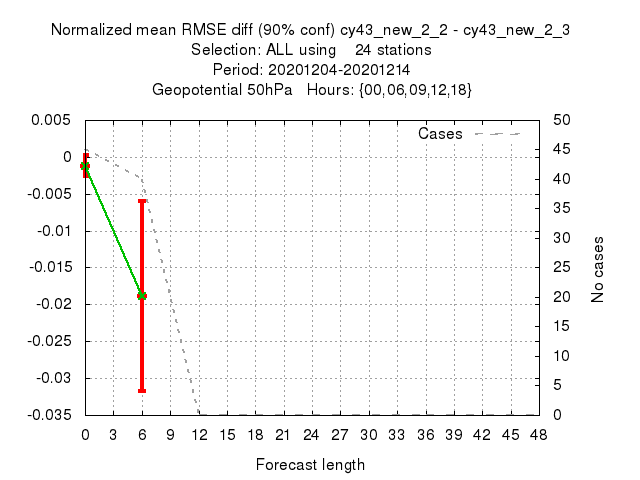 Normalized mean RMSE diff (90% conf) cy43_new_2_2 - cy43_new_2_3
Selection: ALL using    24 stations
Period: 20201204-20201214
Geopotential 50hPa   Hours: {00,06,09,12,18}
Cases
0.005
0
-0.005
-0.01
-0.015
-0.02
-0.025
-0.03
-0.035
50
45
40
35
30
25
20
15
10
5
0
No cases
0 3 6 9 12 15 18 21 24 27 30 33 36 39 42 45 48
Forecast length